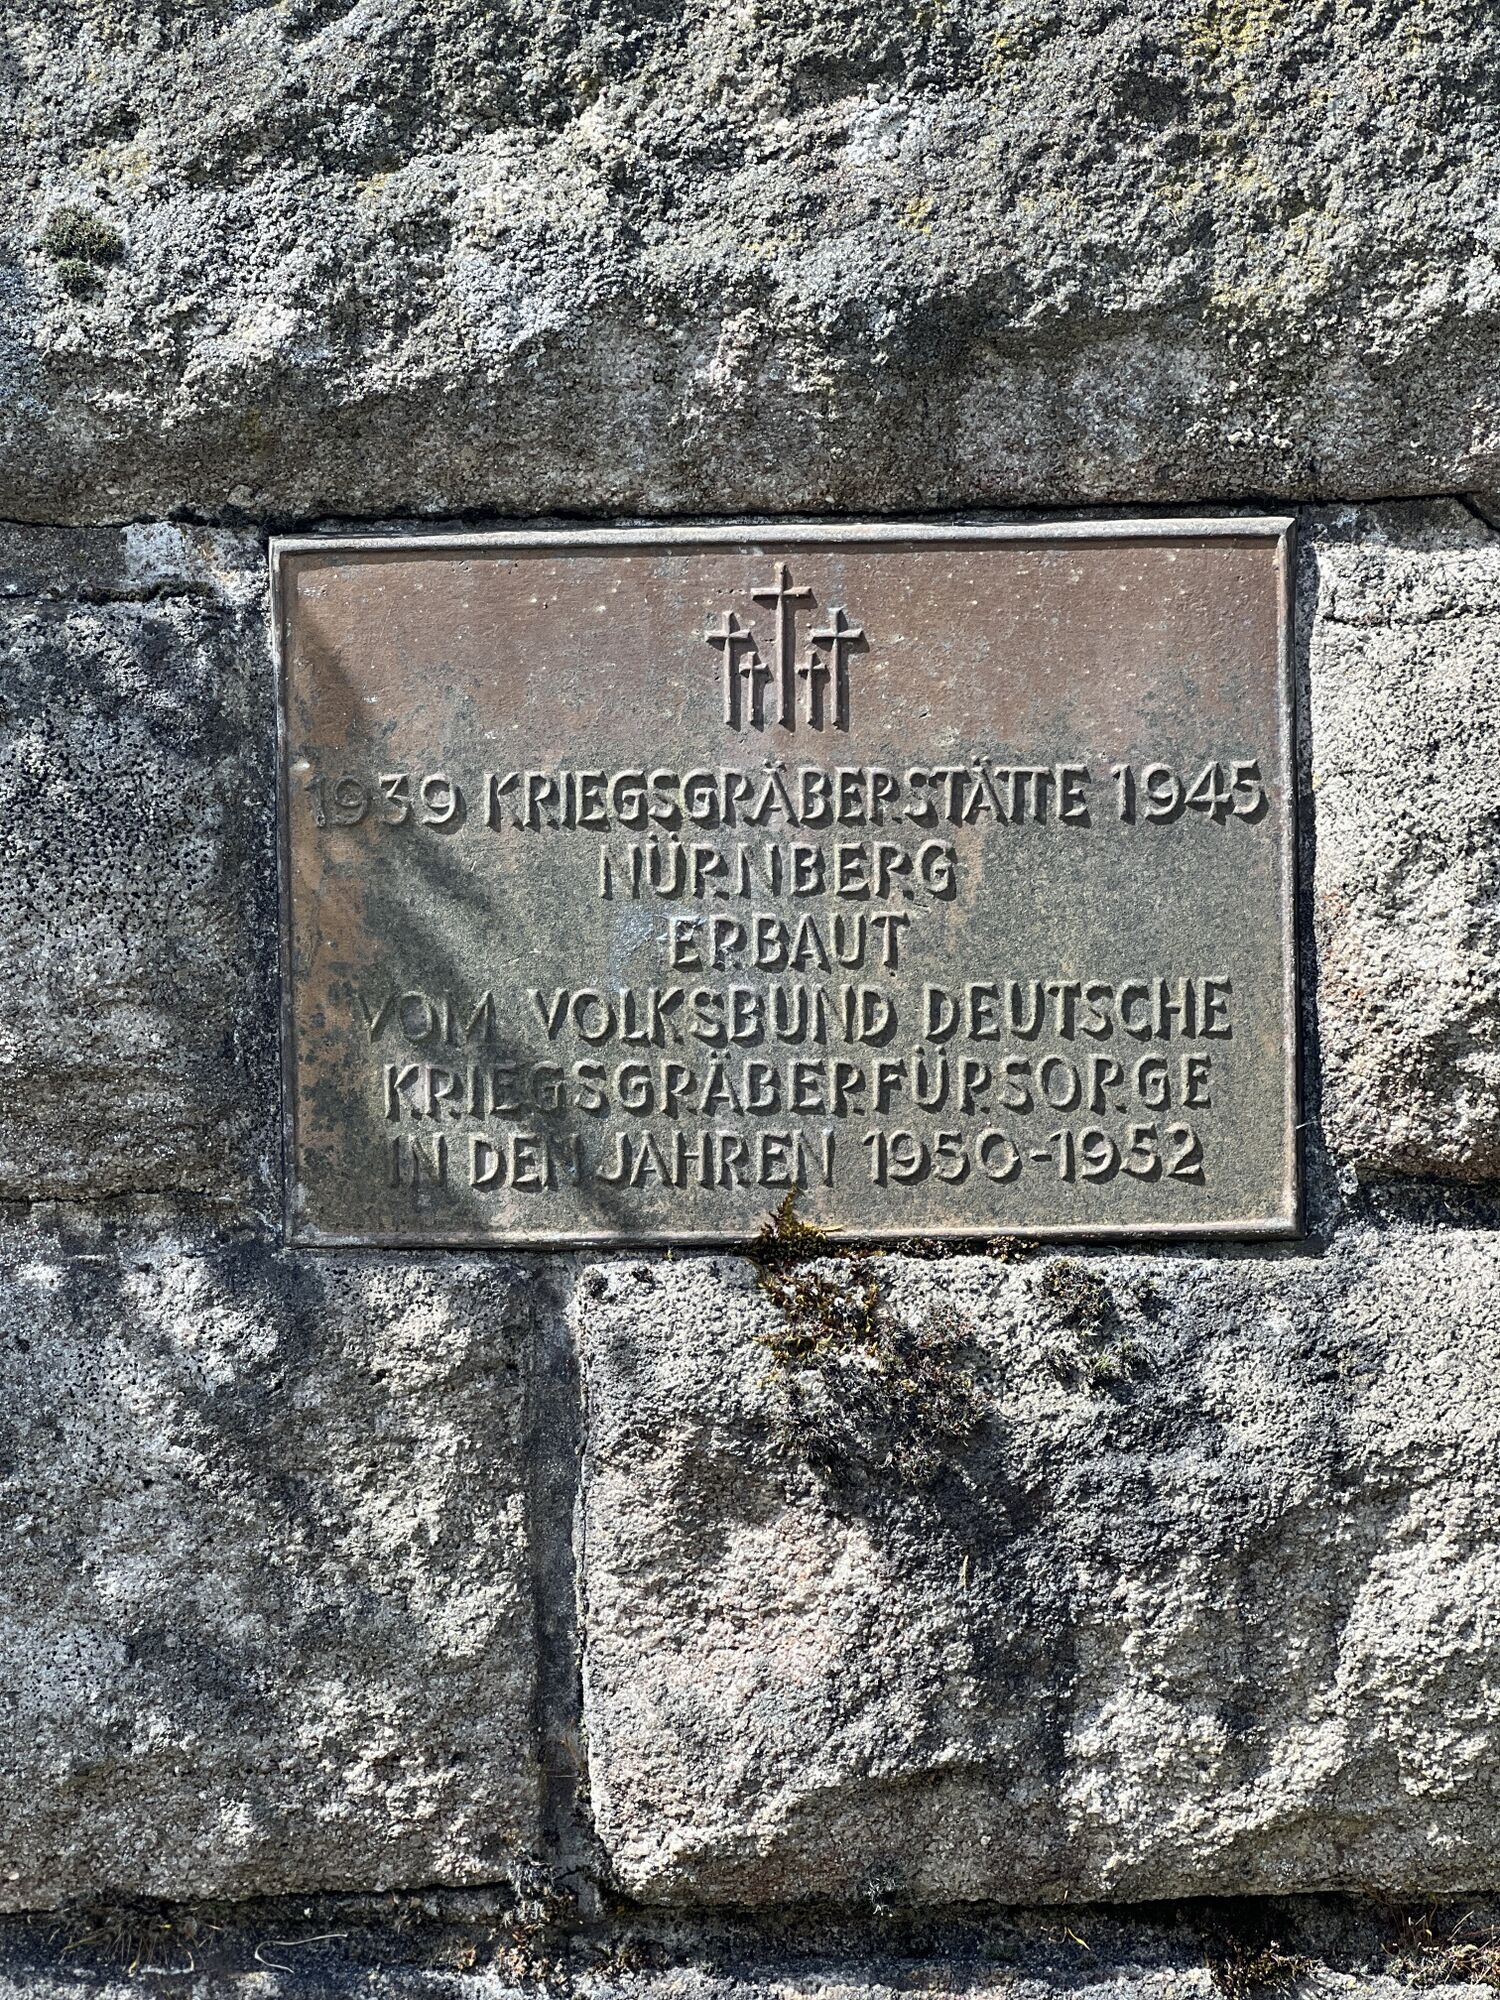 1939 KRIEGSGRÄBERSTÄTTE 1945
NÜRNBERG
ERBAUT
VOM VOLKSBUND DEUTSCHE
KRIEGSGRÄBERFÜRSORGE
IN DEN JAHREN 1950-1952